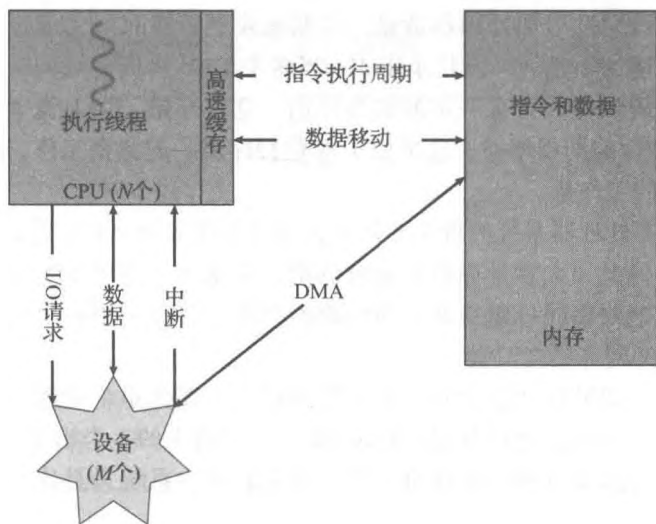 执行线程
高速缓存
CPU (N个)
指令执行周期
数据移动
指令和数据
内存
I/O请求
数据
中断
DMA
设备
(M个)